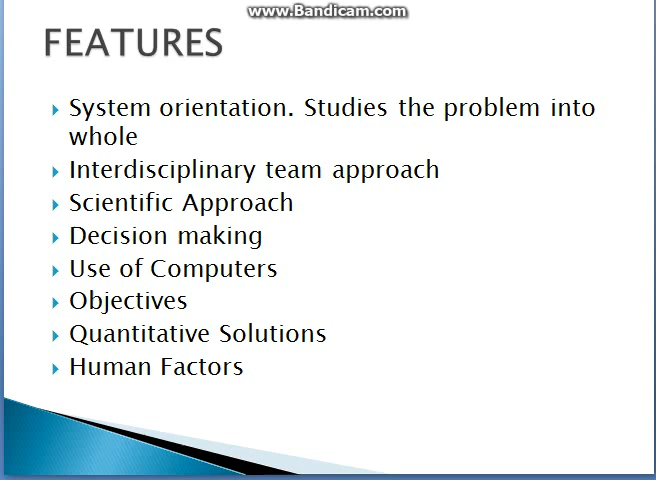 www.Bandicam.com
FEATURES
System orientation. Studies the problem into
whole
Interdisciplinary team approach
Scientific Approach
Decision making
Use of Computers
Objectives
Quantitative Solutions
Human Factors